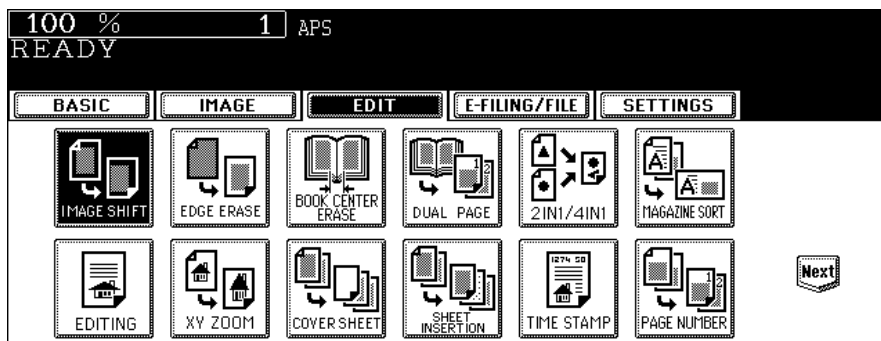 100 % 1 APS
READY
BASIC IMAGE EDIT E-FILING/FILE SETTINGS
IMAGE SHIFT EDGE ERASE BOOK CENTER ERASE DUAL PAGE 2IN1/4IN1 MAGAZINE SORT
Next
EDITING XY ZOOM COVER SHEET SHEET INSERTION TIME STAMP PAGE NUMBER